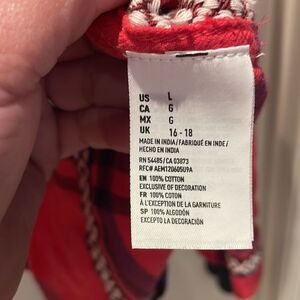 US L
CA G
MX G
UK 16 - 18
MADE IN INDIA/FABRIQUÉ EN INDE/
HECHO EN INDIA
RN 54485/CA 03873
RFC# AEM120605U9A
EN 100% COTTON
EXCLUSIVE OF DECORATION
FR 100% COTON
À L'EXCEPTION DE LA GARNITURE
SP 100% ALGODÓN
EXCEPTO LA DECORACIÓN